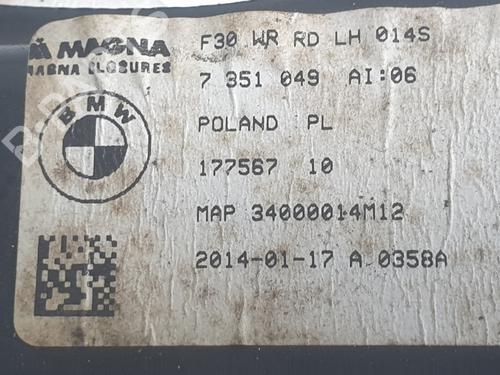 MAGNA
MAGNA CLOSURES
BMW
F30 WR RD LH 014S
7 351 049 AI:06
POLAND PL
177567 10
MAP 34000014M12
2014-01-17 A 0358A